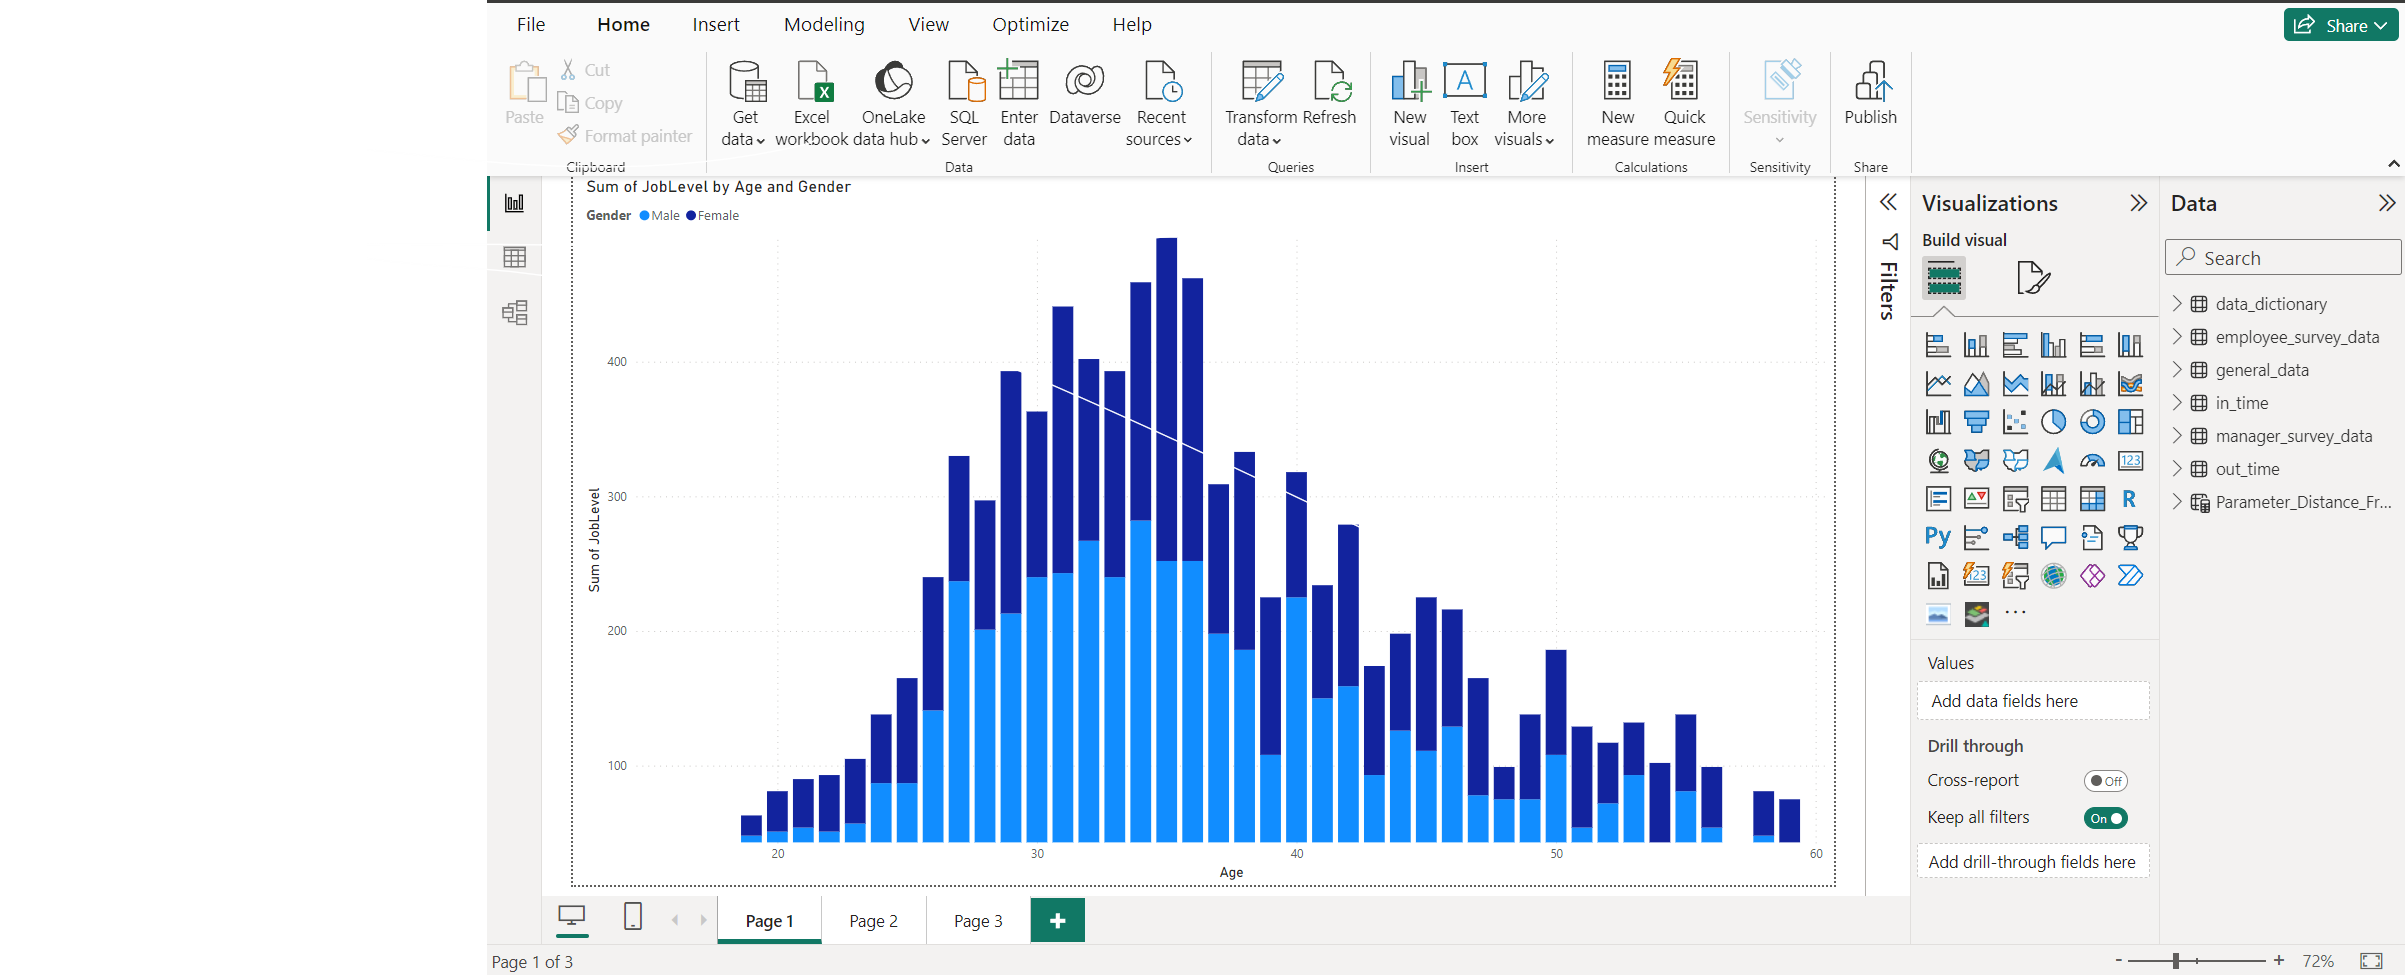 File Home Insert Modeling View Optimize Help Share
Paste Cut
Copy
Format painter
Clipboard
Get data
Excel workbook
OneLake data hub
SQL Server
Enter data
Dataverse
Recent sources
Data
Transform data
Refresh
Queries
New visual
Text box
More visuals
Insert
New measure
Quick measure
Calculations
Sensitivity
Sensitivity
Publish
Share
Sum of JobLevel by Age and Gender
Gender Male Female
400
300
200
100
Sum of JobLevel
20 30 40 50 60
Age
Filters
Visualizations
Build visual
123
R
Py
123
...
Values
Add data fields here
Drill through
Cross-report Off
Keep all filters On
Add drill-through fields here
Data
Search
data_dictionary
employee_survey_data
general_data
in_time
manager_survey_data
out_time
Parameter_Distance_Fr...
Page 1 Page 2 Page 3 +
Page 1 of 3
- + 72%